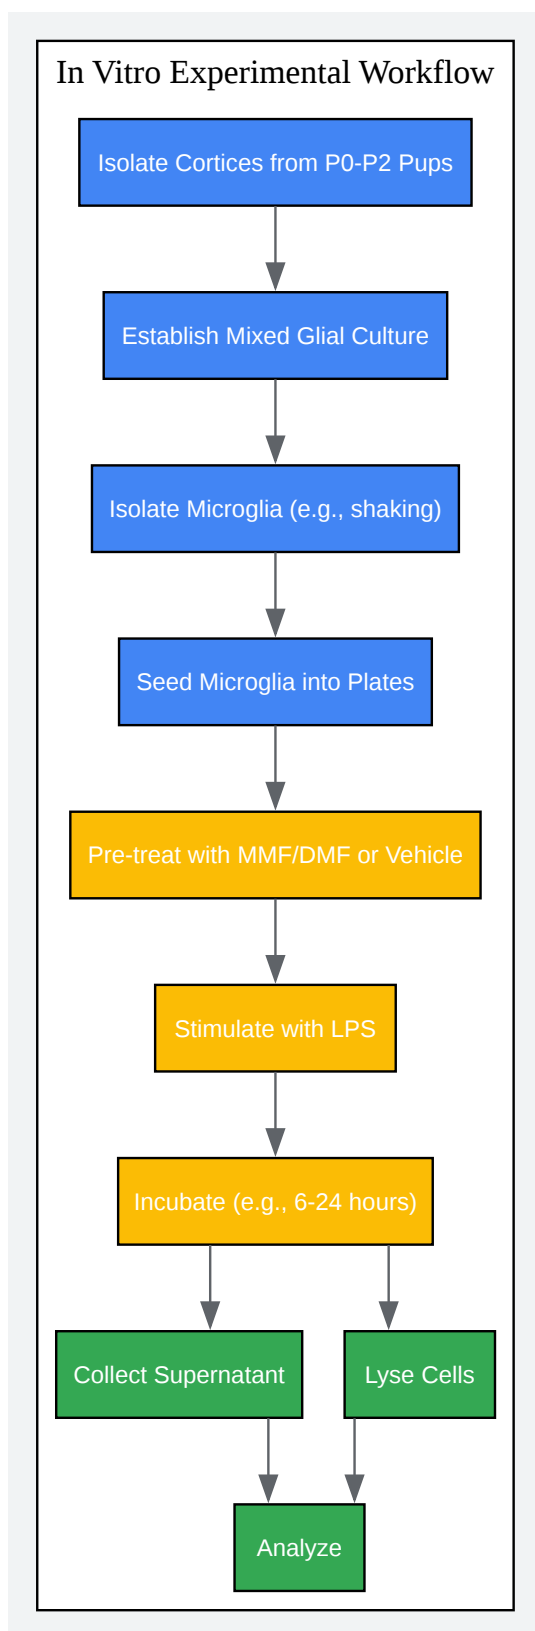 In Vitro Experimental Workflow
Isolate Cortices from P0-P2 Pups
Establish Mixed Glial Culture
Isolate Microglia (e.g., shaking)
Seed Microglia into Plates
Pre-treat with MMF/DMF or Vehicle
Stimulate with LPS
Incubate (e.g., 6-24 hours)
Collect Supernatant
Lyse Cells
Analyze